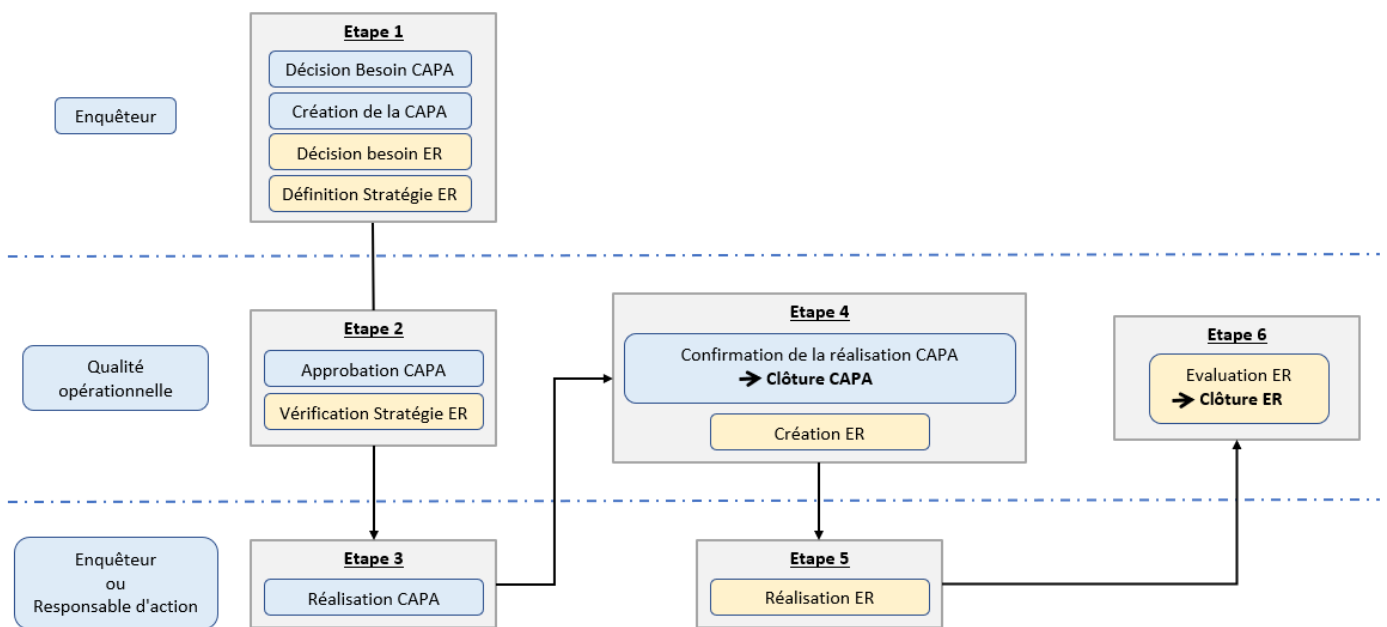 Etape 1
Décision Besoin CAPA
Enquêteur
Création de la CAPA
Décision besoin ER
Définition Stratégie ER
Qualité
opérationnelle
Etape 2
Approbation CAPA
Vérification Stratégie ER
Etape 4
Confirmation de la réalisation CAPA
→ Clôture CAPA
Création ER
Etape 6
Evaluation ER
→ Clôture ER
Enquêteur
ou
Responsable d'action
Etape 3
Réalisation CAPA
Etape 5
Réalisation ER